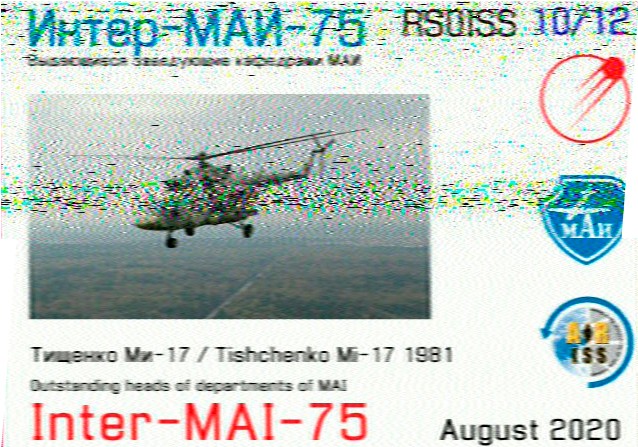 Интер-МАИ-75
RS0ISS 10/12
Выдающиеся заведующие кафедрами МАИ
МАИ
ARISS
Тищенко Ми-17 / Tishchenko Mi-17 1981
Outstanding heads of departments of MAI
Inter-MAI-75
August 2020